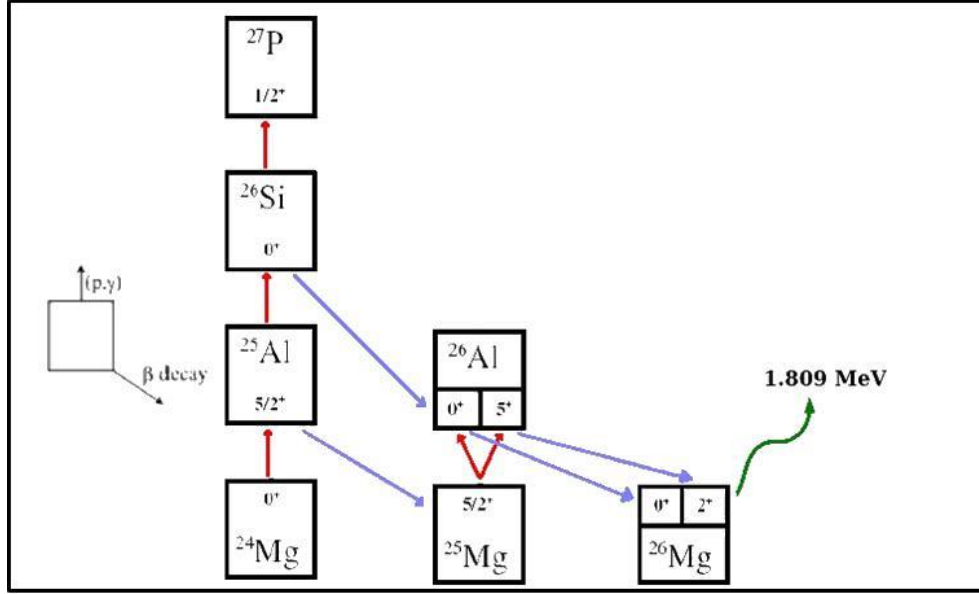 ²⁷P
1/2⁺
²⁶Si
0⁺
(p,γ)
β decay
²⁵Al
5/2⁺
²⁶Al
0⁺ 5⁺
1.809 MeV
0⁺
²⁴Mg
5/2⁺
²⁵Mg
0⁺ 2⁺
²⁶Mg